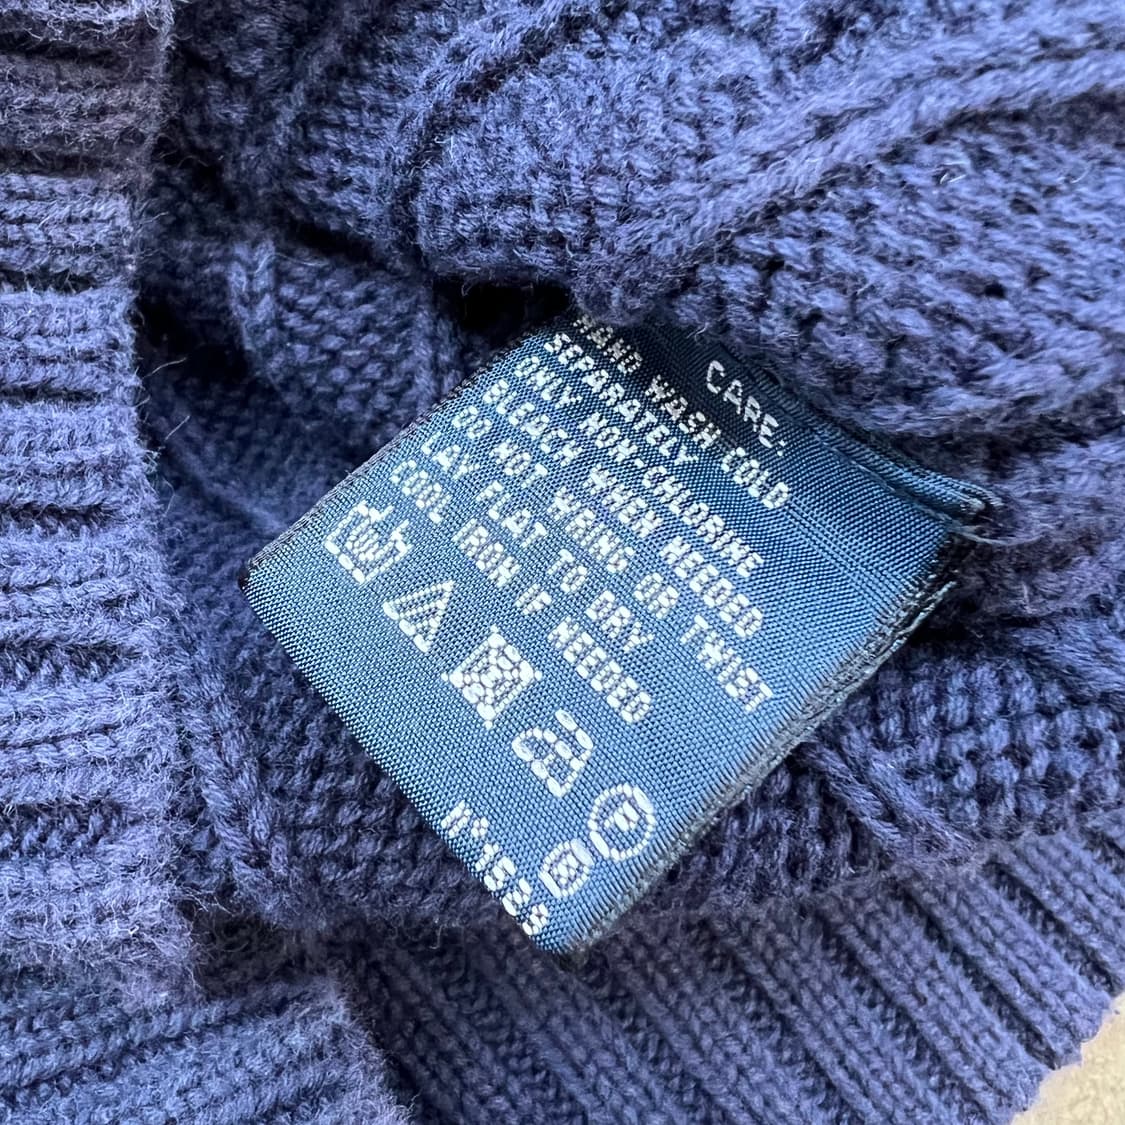 CARE:
HAND WASH COLD
SEPARATELY
ONLY NON-CHLORINE
BLEACH WHEN NEEDED
DO NOT WRING OR TWIST
LAY FLAT TO DRY
COOL IRON IF NEEDED